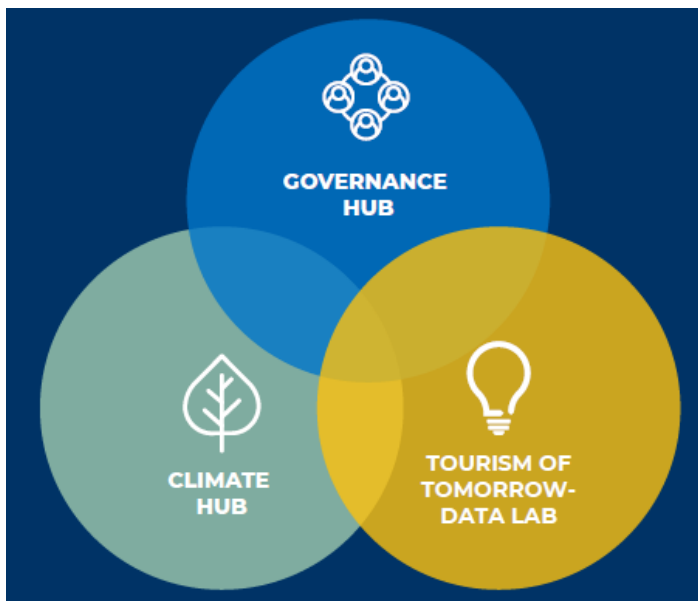 GOVERNANCE
HUB
CLIMATE
HUB
TOURISM OF
TOMORROW-
DATA LAB